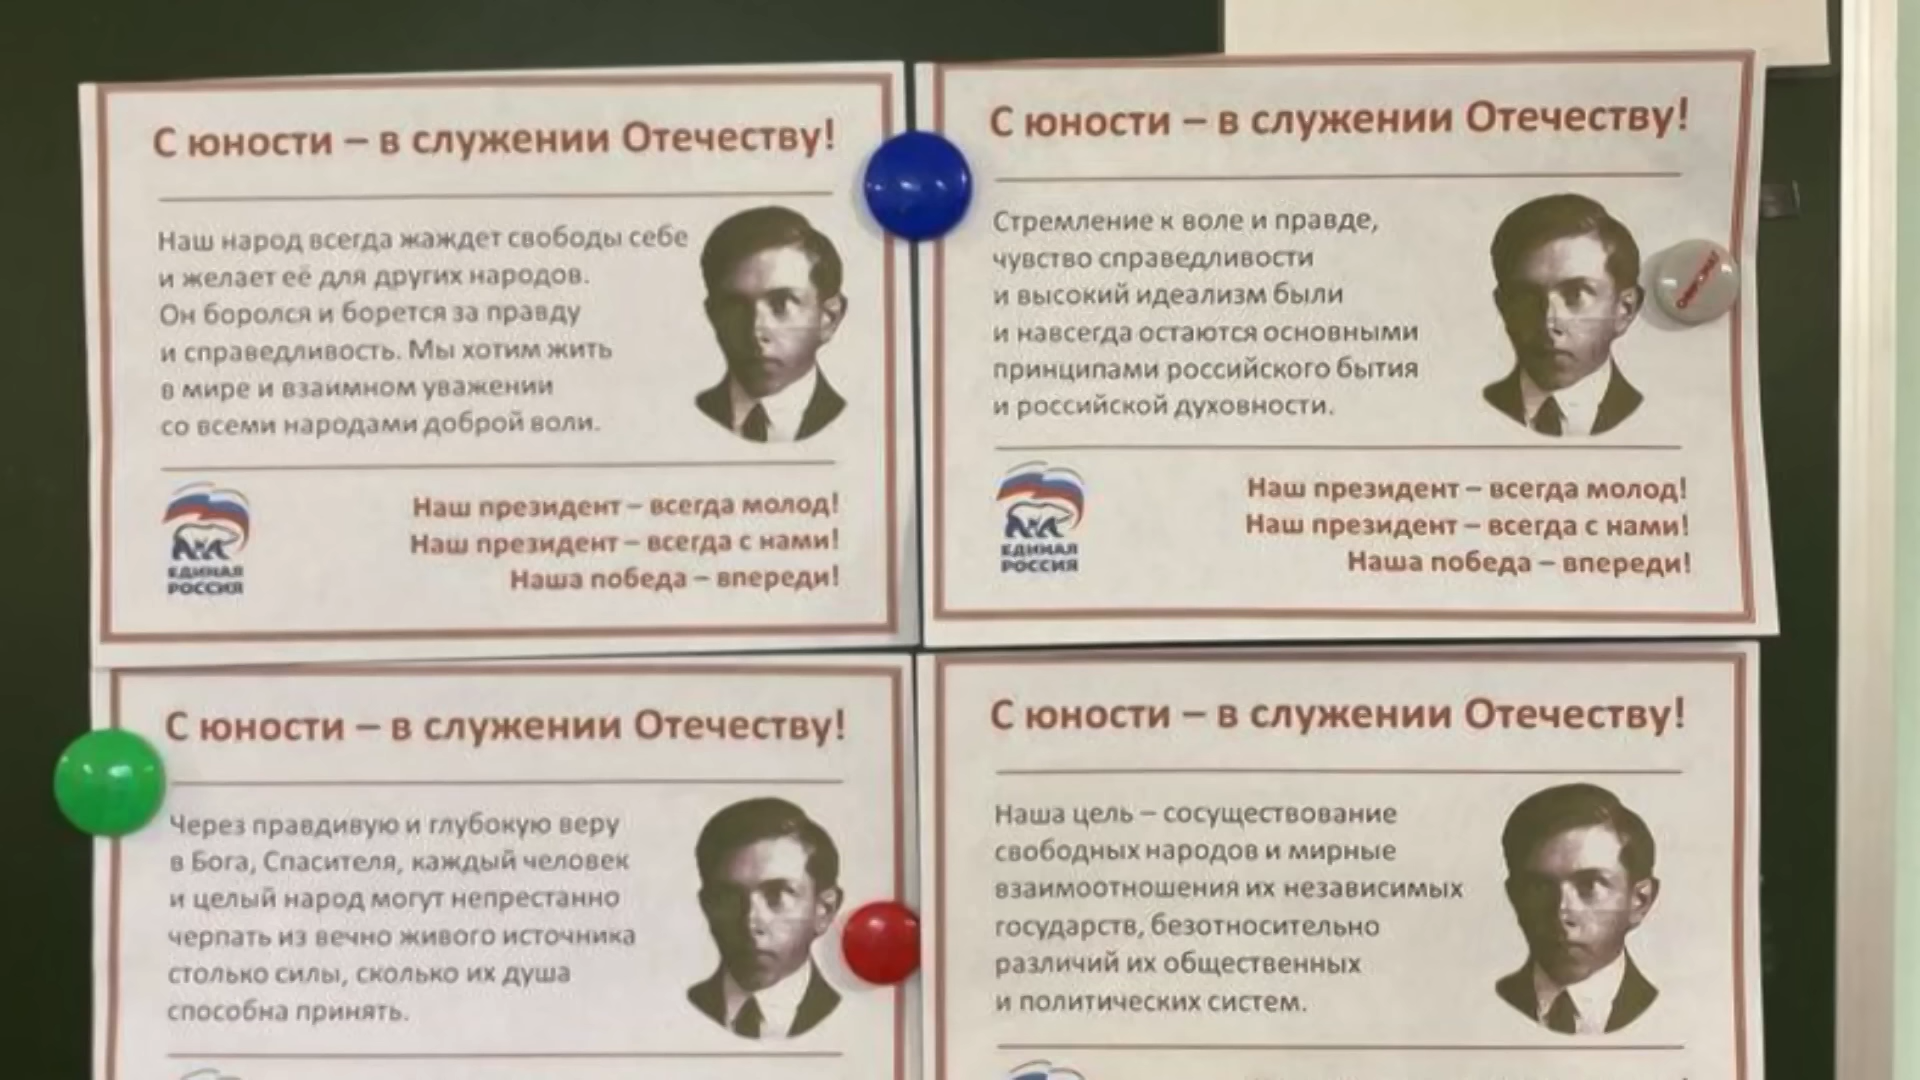 С юности – в служении Отечеству!
Наш народ всегда жаждет свободы себе
и желает её для других народов.
Он боролся и борется за правду
и справедливость. Мы хотим жить
в мире и взаимном уважении
со всеми народами доброй воли.
ЕДИНАЯ
РОССИЯ
Наш президент – всегда молод!
Наш президент – всегда с нами!
Наша победа – впереди!
С юности – в служении Отечеству!
Стремление к воле и правде,
чувство справедливости
и высокий идеализм были
и навсегда остаются основными
принципами российского бытия
и российской духовности.
ЕДИНАЯ
РОССИЯ
Наш президент – всегда молод!
Наш президент – всегда с нами!
Наша победа – впереди!
С юности – в служении Отечеству!
Через правдивую и глубокую веру
в Бога, Спасителя, каждый человек
и целый народ могут непрестанно
черпать из вечно живого источника
столько силы, сколько их душа
способна принять.
С юности – в служении Отечеству!
Наша цель – сосуществование
свободных народов и мирные
взаимоотношения их независимых
государств, безотносительно
различий их общественных
и политических систем.